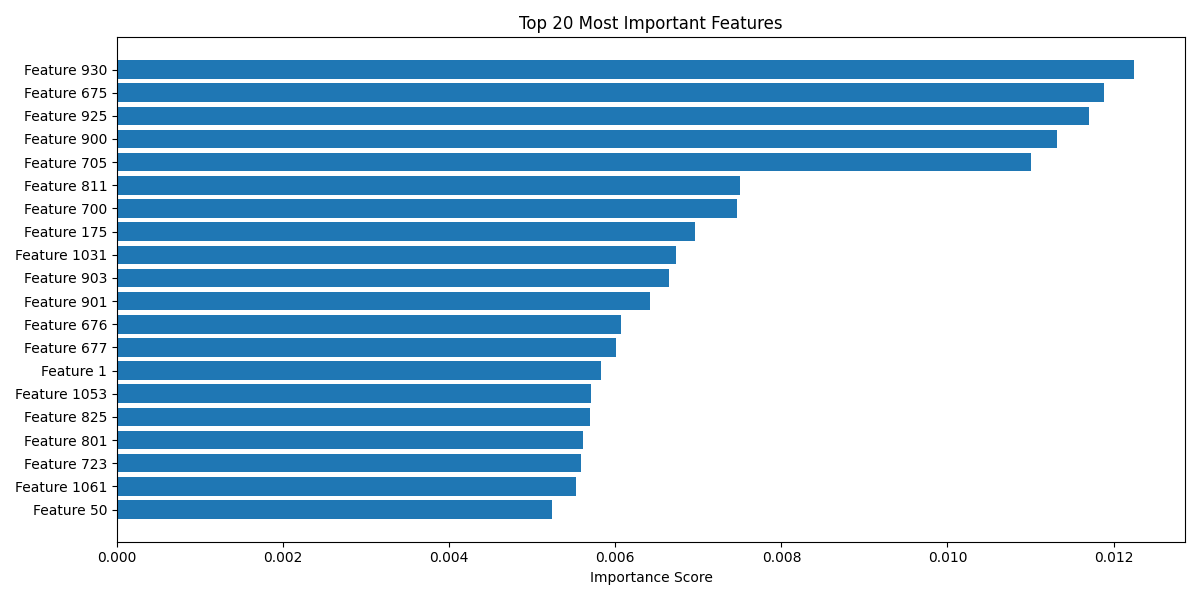 Top 20 Most Important Features
Feature 930
Feature 675
Feature 925
Feature 900
Feature 705
Feature 811
Feature 700
Feature 175
Feature 1031
Feature 903
Feature 901
Feature 676
Feature 677
Feature 1
Feature 1053
Feature 825
Feature 801
Feature 723
Feature 1061
Feature 50
0.000 0.002 0.004 0.006 0.008 0.010 0.012
Importance Score